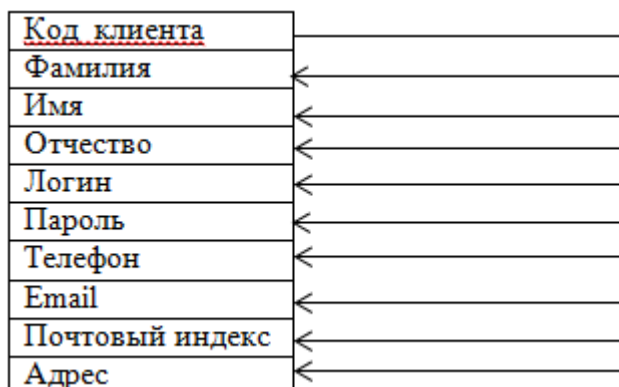 Код клиента
Фамилия
Имя
Отчество
Логин
Пароль
Телефон
Email
Почтовый индекс
Адрес